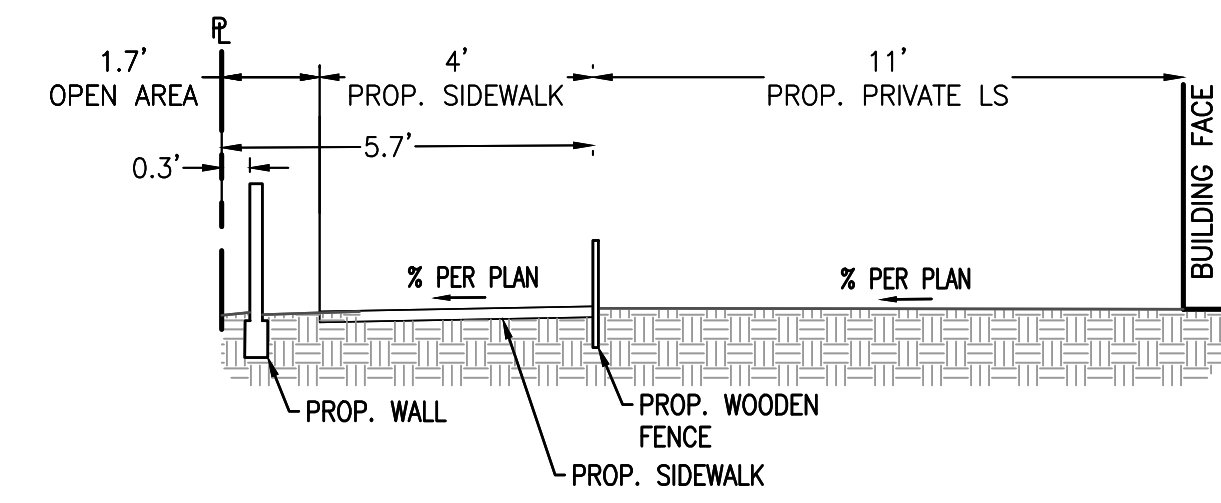 PL
1.7'
OPEN AREA
4'
PROP. SIDEWALK
11'
PROP. PRIVATE LS
5.7'
0.3'
BUILDING FACE
% PER PLAN
% PER PLAN
PROP. WALL
PROP. WOODEN
FENCE
PROP. SIDEWALK